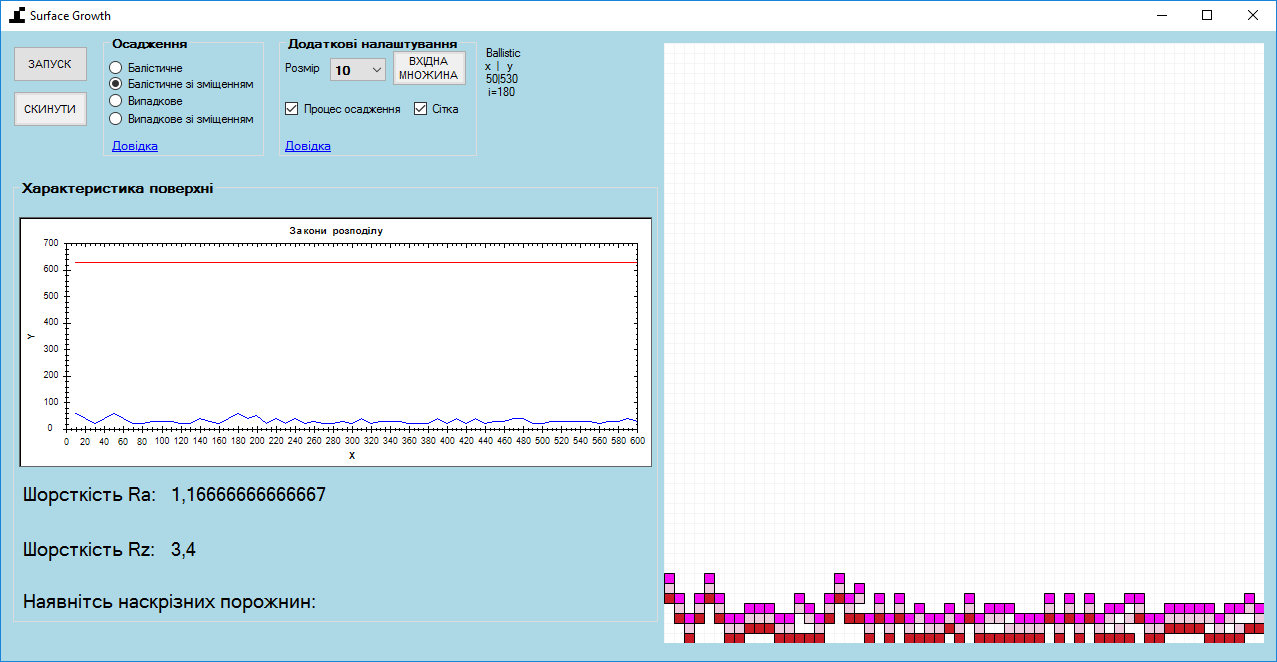 Surface Growth
ЗАПУСК
СКИНУТИ
Осадження
Балістичне
Балістичне зі зміщенням
Випадкове
Випадкове зі зміщенням
Довідка
Додаткові налаштування
Розмір 10
ВХІДНА
МНОЖИНА
Процес осадження Сітка
Довідка
Ballistic
x | y
50|530
i=180
Характеристика поверхні
Закони розподілу
700
600
500
400
300
200
100
0
Y
0 20 40 60 80 100 120 140 160 180 200 220 240 260 280 300 320 340 360 380 400 420 440 460 480 500 520 540 560 580 600
X
Шорсткість Ra: 1,16666666666667
Шорсткість Rz: 3,4
Наявнітсь наскрізних порожнин: